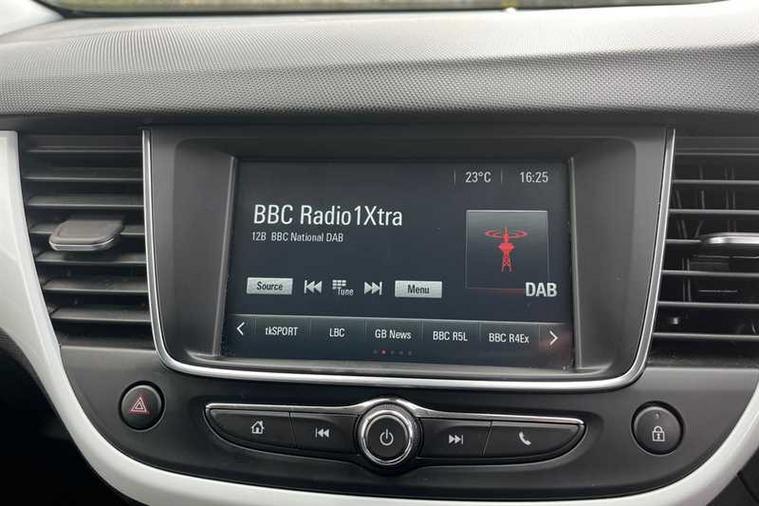 23°C 16:25
BBC Radio1Xtra
12B BBC National DAB
DAB
Source Tune Menu
tkSPORT LBC GB News BBC R5L BBC R4Ex